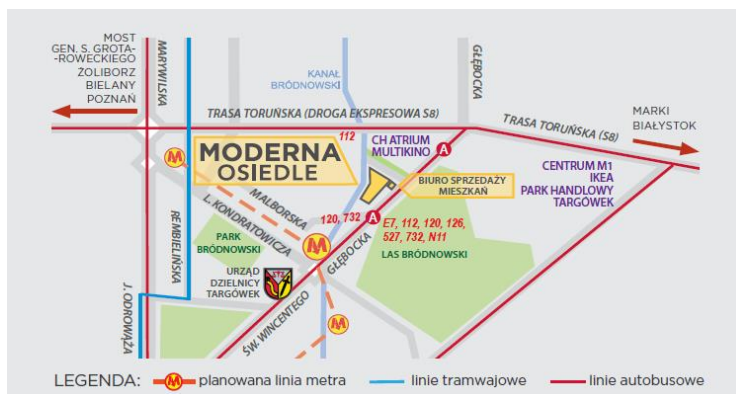 MOST
GEN. S. GROTA-
-ROWECKIEGO
ŻOLIBORZ
BIELANY
POZNAŃ
MARYWILSKA
KANAŁ
BRÓDNOWSKI
GŁĘBOCKA
TRASA TORUŃSKA (DROGA EKSPRESOWA S8)
TRASA TORUŃSKA (S8)
MARKI
BIAŁYSTOK
112
CH ATRIUM
MULTIKINO
A
M
MODERNA
OSIEDLE
CENTRUM M1
IKEA
PARK HANDLOWY
TARGÓWEK
BIURO SPRZEDAŻY
MIESZKAŃ
MALBORSKA
L. KONDRATOWICZA
REMBIELIŃSKA
120, 732
A
E7, 112, 120, 126,
527, 732, N11
PARK
BRÓDNOWSKI
M
GŁĘBOCKA
LAS BRÓDNOWSKI
URZĄD
DZIELNICY
TARGÓWEK
J. ODROWĄŻA
ŚW. WINCENTEGO
M
LEGENDA:
M
planowana linia metra
linie tramwajowe
linie autobusowe